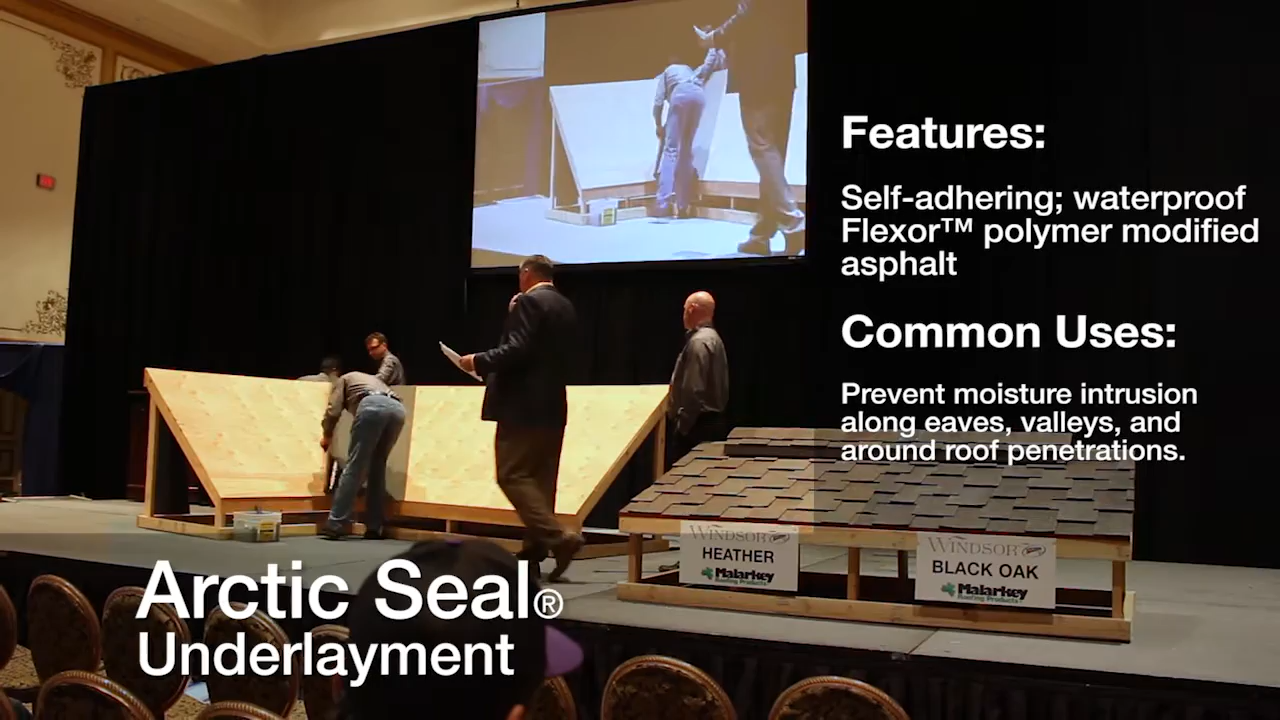 Features:
Self-adhering; waterproof
Flexor™ polymer modified
asphalt
Common Uses:
Prevent moisture intrusion
along eaves, valleys, and
around roof penetrations.
WINDSOR
HEATHER
Malarkey
Roofing Products
WINDSOR
BLACK OAK
Malarkey
Roofing Products
Arctic Seal®
Underlayment